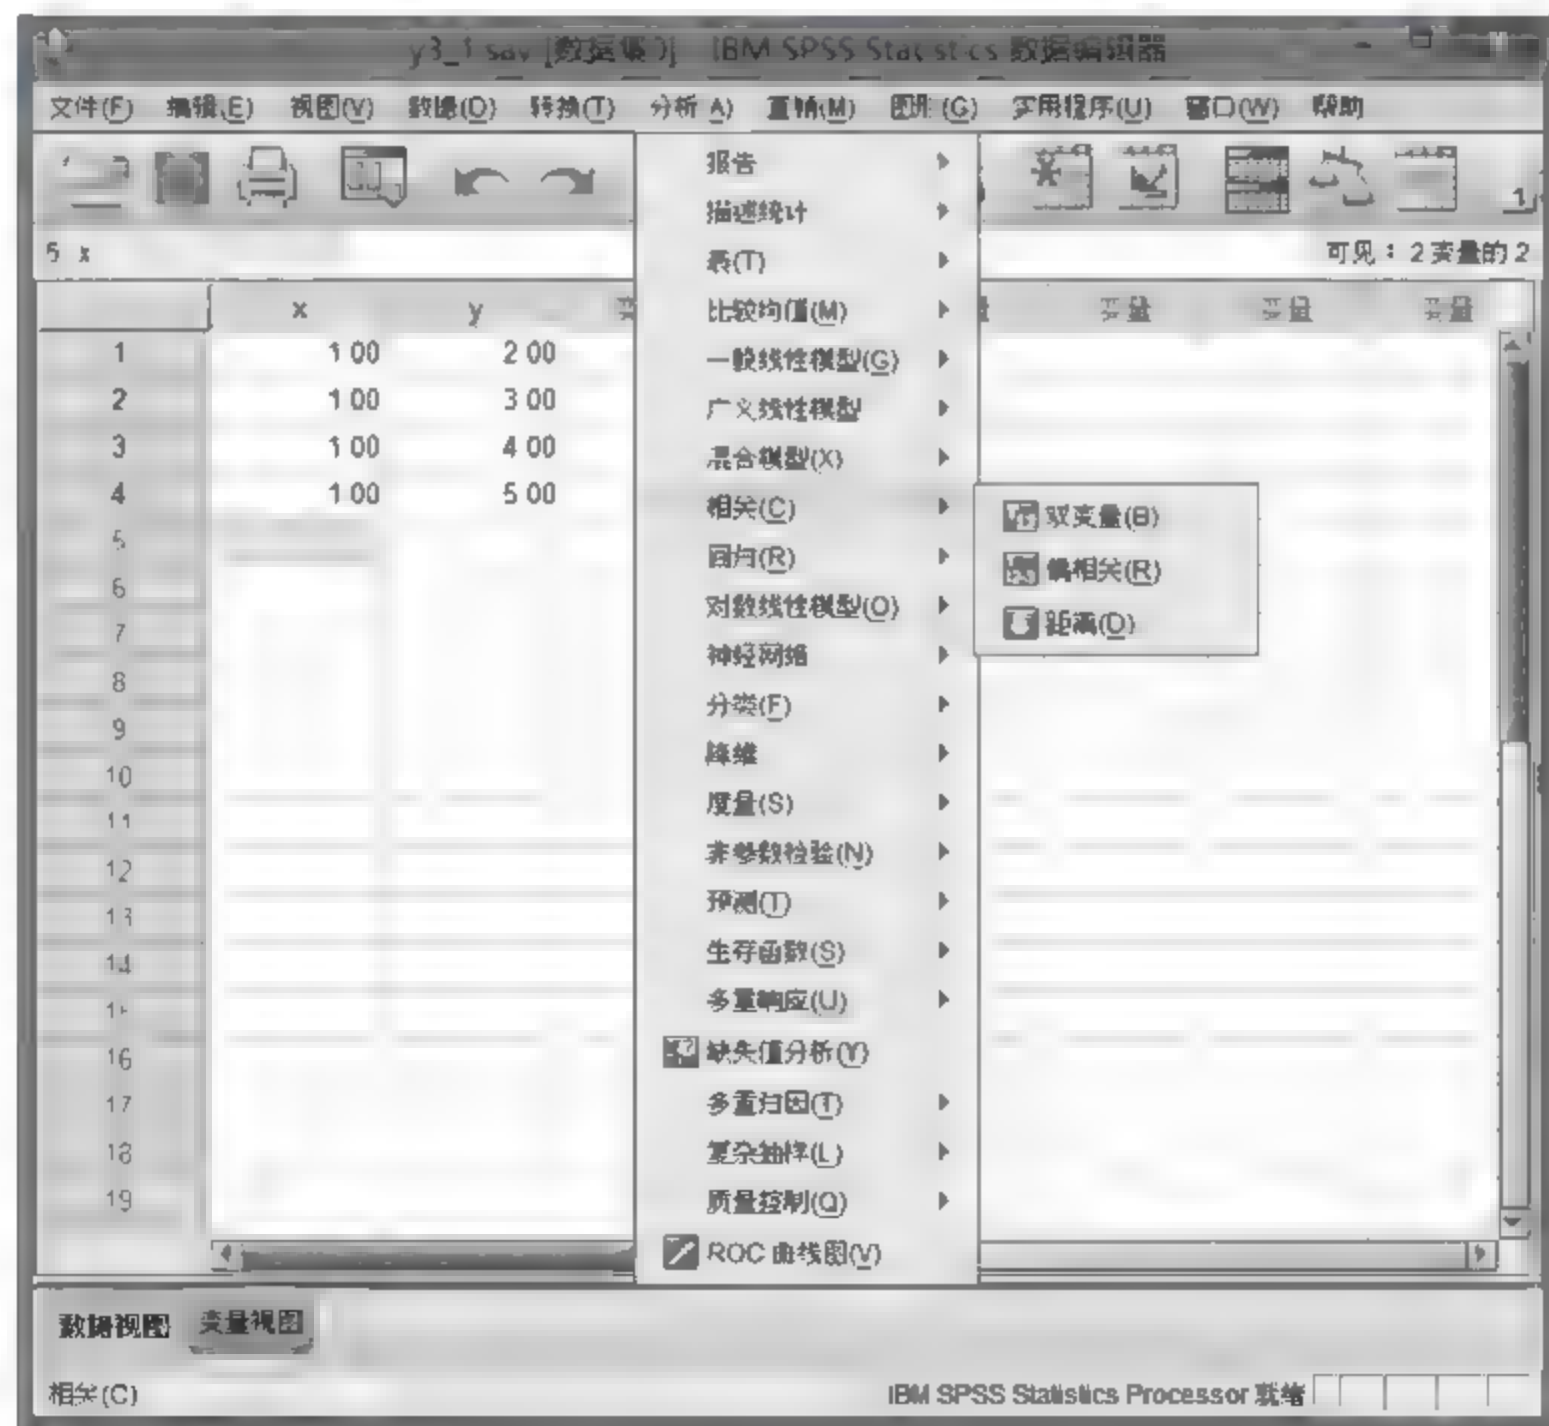 y3_1 sav [数据集0] IBM SPSS Statistics 数据编辑器
文件(F) 编辑(E) 视图(V) 数据(D) 转换(T) 分析(A) 直销(M) 图形(G) 实用程序(U) 窗口(W) 帮助
5 x
可见:2变量的2
x y 变量 变量 变量
1 1 00 2 00
2 1 00 3 00
3 1 00 4 00
4 1 00 5 00
5
6
7
8
9
10
11
12
13
14
16
17
18
19
报告
描述统计
表(T)
比较均值(M)
一般线性模型(G)
广义线性模型
混合模型(X)
相关(C)
回归(R)
对数线性模型(O)
神经网络
分类(F)
降维
度量(S)
非参数检验(N)
预测(T)
生存函数(S)
多重响应(U)
缺失值分析(Y)
多重归因(T)
复杂抽样(L)
质量控制(Q)
ROC 曲线图(V)
双变量(B)
偏相关(R)
距离(D)
数据视图 变量视图
相关(C)
IBM SPSS Statistics Processor 就绪